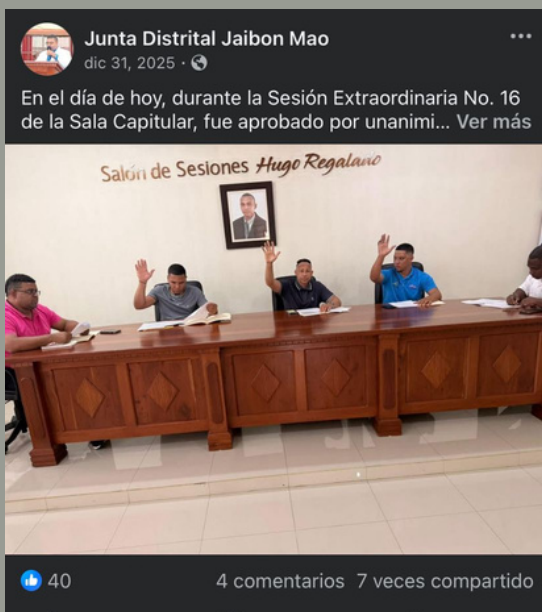 Junta Distrital Jaibon Mao
dic 31, 2025 ·
En el día de hoy, durante la Sesión Extraordinaria No. 16
de la Sala Capitular, fue aprobado por unanimi... Ver más
Salón de Sesiones Hugo Regalado
40
4 comentarios 7 veces compartido